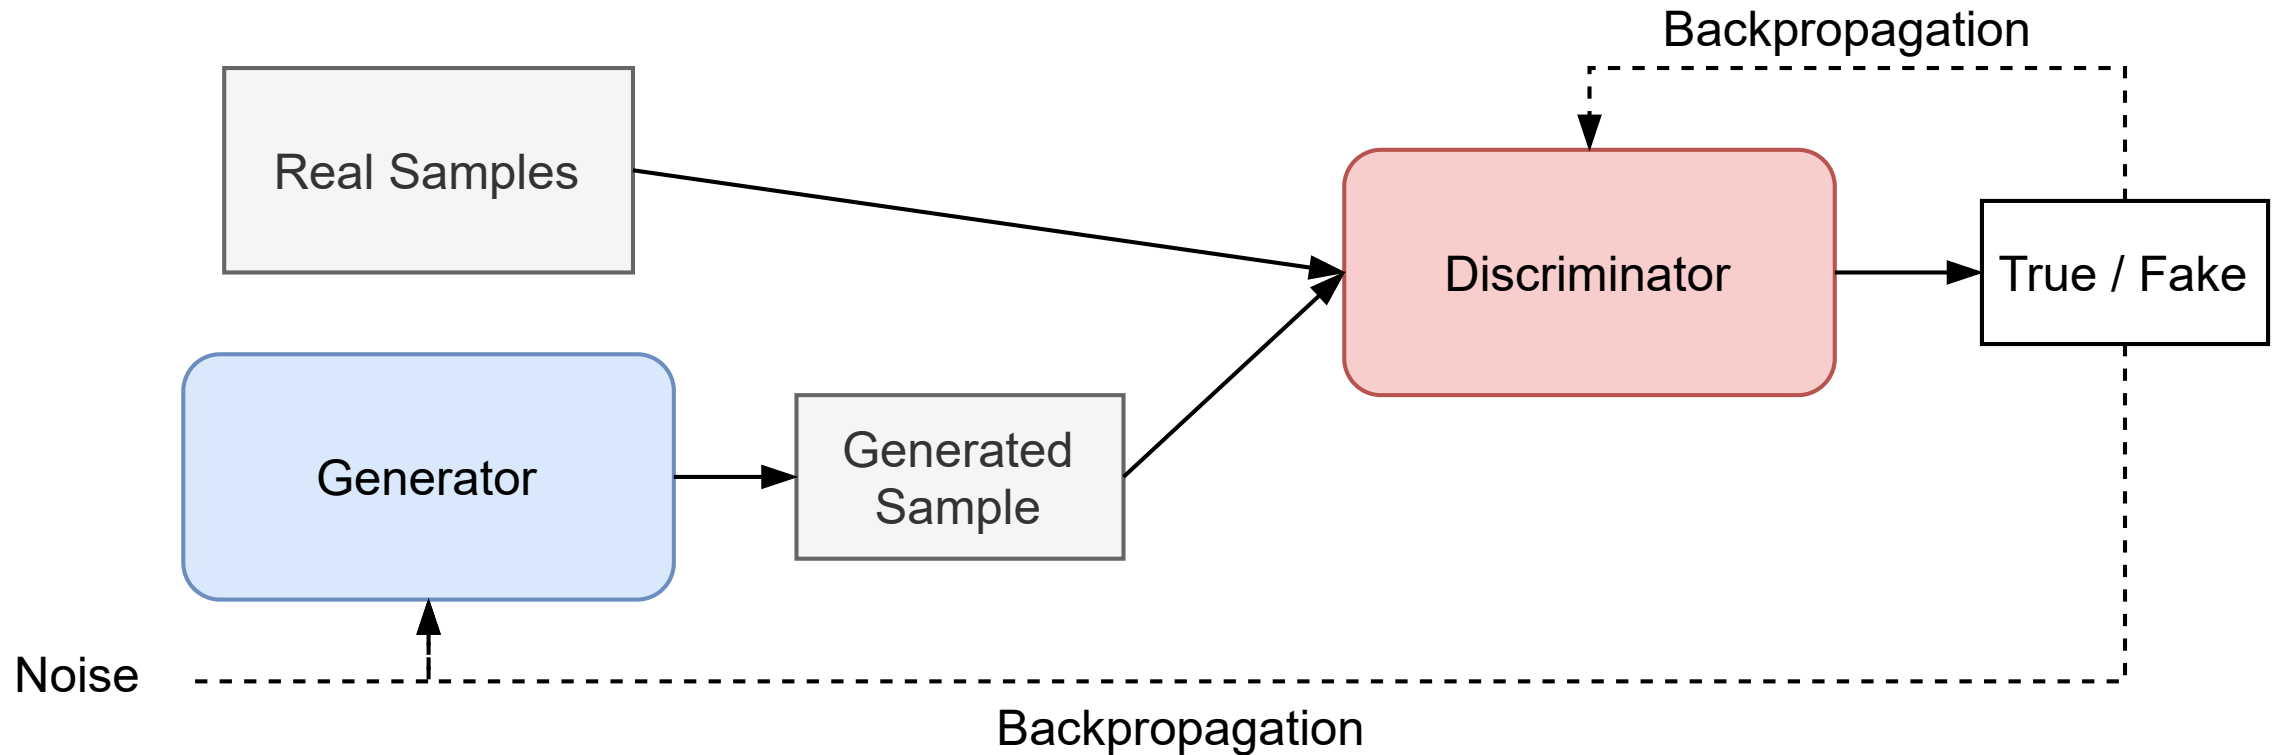 Backpropagation
Real Samples
Discriminator
True / Fake
Generator
Generated
Sample
Noise
Backpropagation